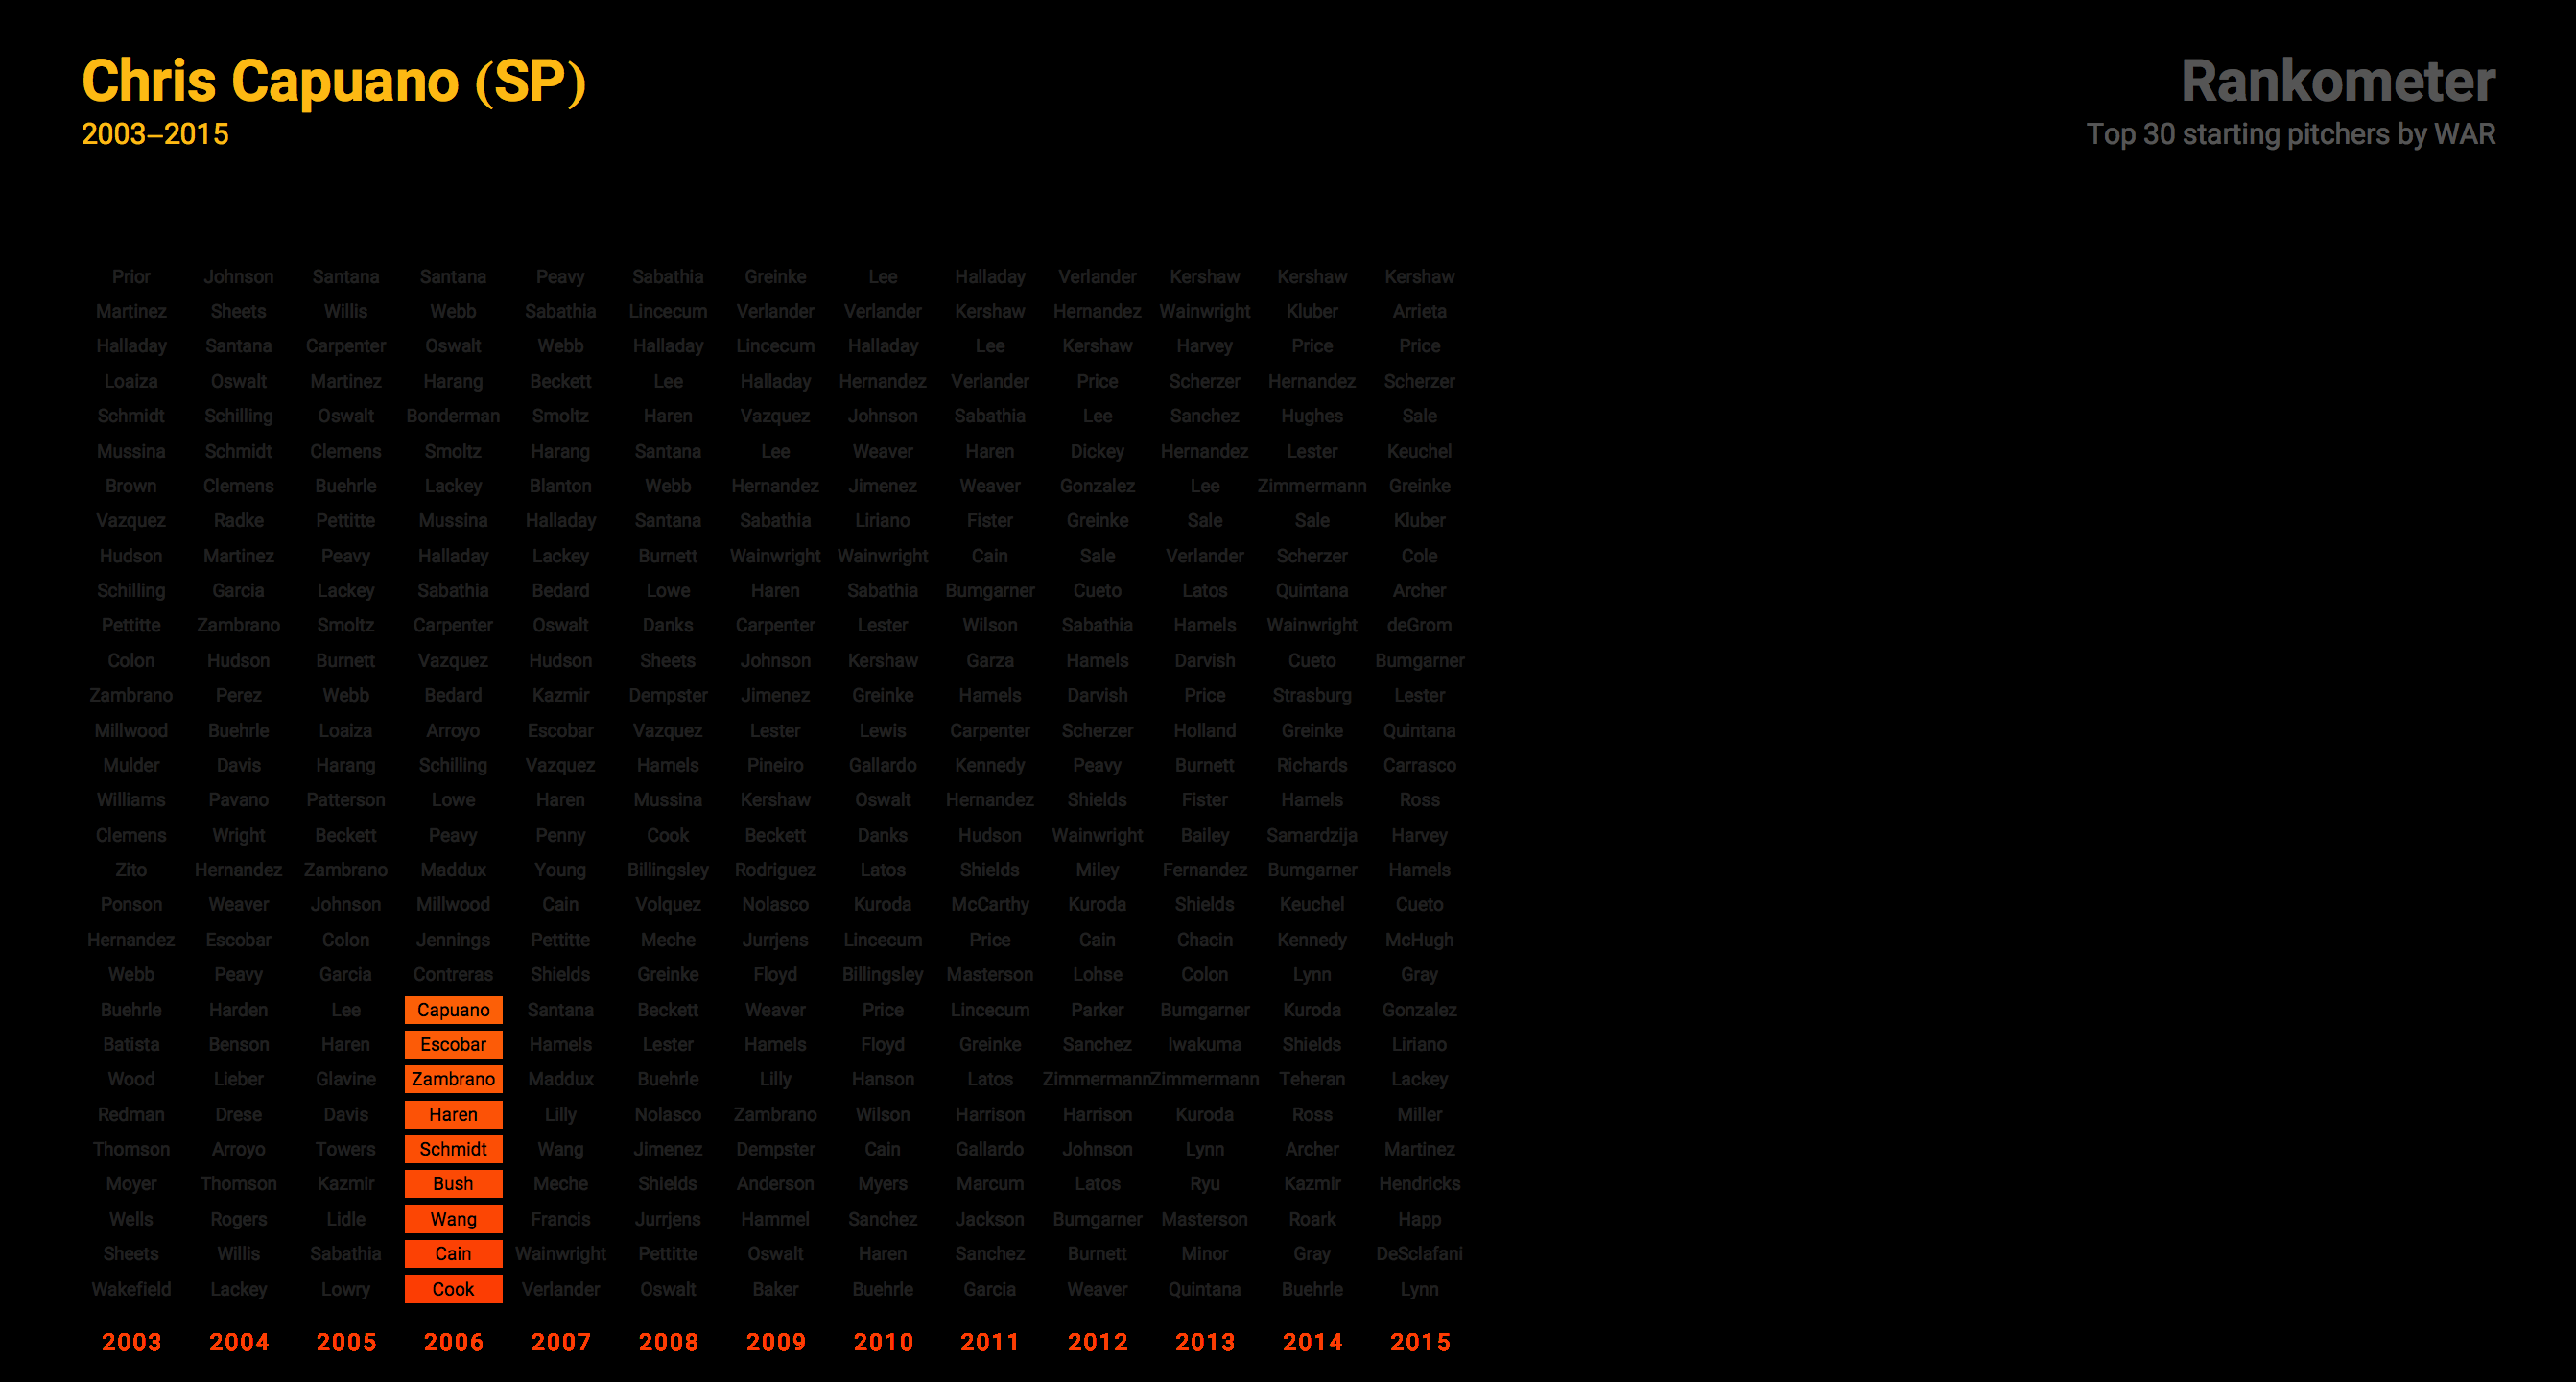 Chris Capuano (SP)
2003–2015
Rankometer
Top 30 starting pitchers by WAR
Prior Johnson Santana Santana Peavy Sabathia Greinke Lee Halladay Verlander Kershaw Kershaw Kershaw
Martinez Sheets Willis Webb Sabathia Lincecum Verlander Verlander Kershaw Hernandez Wainwright Kluber Arrieta
Halladay Santana Carpenter Oswalt Webb Halladay Lincecum Halladay Lee Kershaw Harvey Price Price
Loaiza Oswalt Martinez Harang Beckett Lee Halladay Hernandez Verlander Price Scherzer Hernandez Scherzer
Schmidt Schilling Oswalt Bonderman Smoltz Haren Vazquez Johnson Sabathia Lee Sanchez Hughes Sale
Mussina Schmidt Clemens Smoltz Harang Santana Lee Weaver Haren Dickey Hernandez Lester Keuchel
Brown Clemens Buehrle Lackey Blanton Webb Hernandez Jimenez Weaver Gonzalez Lee Zimmermann Greinke
Vazquez Radke Pettitte Mussina Halladay Santana Sabathia Liriano Fister Greinke Sale Sale Kluber
Hudson Martinez Peavy Halladay Lackey Burnett Wainwright Wainwright Cain Sale Verlander Scherzer Cole
Schilling Garcia Lackey Sabathia Bedard Lowe Haren Sabathia Bumgarner Cueto Latos Quintana Archer
Pettitte Zambrano Smoltz Carpenter Oswalt Danks Carpenter Lester Wilson Sabathia Hamels Wainwright deGrom
Colon Hudson Burnett Vazquez Hudson Sheets Johnson Kershaw Garza Hamels Darvish Cueto Bumgarner
Zambrano Perez Webb Bedard Kazmir Dempster Jimenez Greinke Hamels Darvish Price Strasburg Lester
Millwood Buehrle Loaiza Arroyo Escobar Vazquez Lester Lewis Carpenter Scherzer Holland Greinke Quintana
Mulder Davis Harang Schilling Vazquez Hamels Pineiro Gallardo Kennedy Peavy Burnett Richards Carrasco
Williams Pavano Patterson Lowe Haren Mussina Kershaw Oswalt Hernandez Shields Fister Hamels Ross
Clemens Wright Beckett Peavy Penny Cook Beckett Danks Hudson Wainwright Bailey Samardzija Harvey
Zito Hernandez Zambrano Maddux Young Billingsley Rodriguez Latos Shields Miley Fernandez Bumgarner Hamels
Ponson Weaver Johnson Millwood Cain Volquez Nolasco Kuroda McCarthy Kuroda Shields Keuchel Cueto
Hernandez Escobar Colon Jennings Pettitte Meche Jurrjens Lincecum Price Cain Chacin Kennedy McHugh
Webb Peavy Garcia Contreras Shields Greinke Floyd Billingsley Masterson Lohse Colon Lynn Gray
Buehrle Harden Lee Capuano Santana Beckett Weaver Price Lincecum Parker Bumgarner Kuroda Gonzalez
Batista Benson Haren Escobar Hamels Lester Hamels Floyd Greinke Sanchez Iwakuma Shields Liriano
Wood Lieber Glavine Zambrano Maddux Buehrle Lilly Hanson Latos Zimmermann Zimmermann Teheran Lackey
Redman Drese Davis Haren Lilly Nolasco Zambrano Wilson Harrison Harrison Kuroda Ross Miller
Thomson Arroyo Towers Schmidt Wang Jimenez Dempster Cain Gallardo Johnson Lynn Archer Martinez
Moyer Thomson Kazmir Bush Meche Shields Anderson Myers Marcum Latos Ryu Kazmir Hendricks
Wells Rogers Lidle Wang Francis Jurrjens Hammel Sanchez Jackson Bumgarner Masterson Roark Happ
Sheets Willis Sabathia Cain Wainwright Pettitte Oswalt Haren Sanchez Burnett Minor Gray DeSclafani
Wakefield Lackey Lowry Cook Verlander Oswalt Baker Buehrle Garcia Weaver Quintana Buehrle Lynn
2003 2004 2005 2006 2007 2008 2009 2010 2011 2012 2013 2014 2015